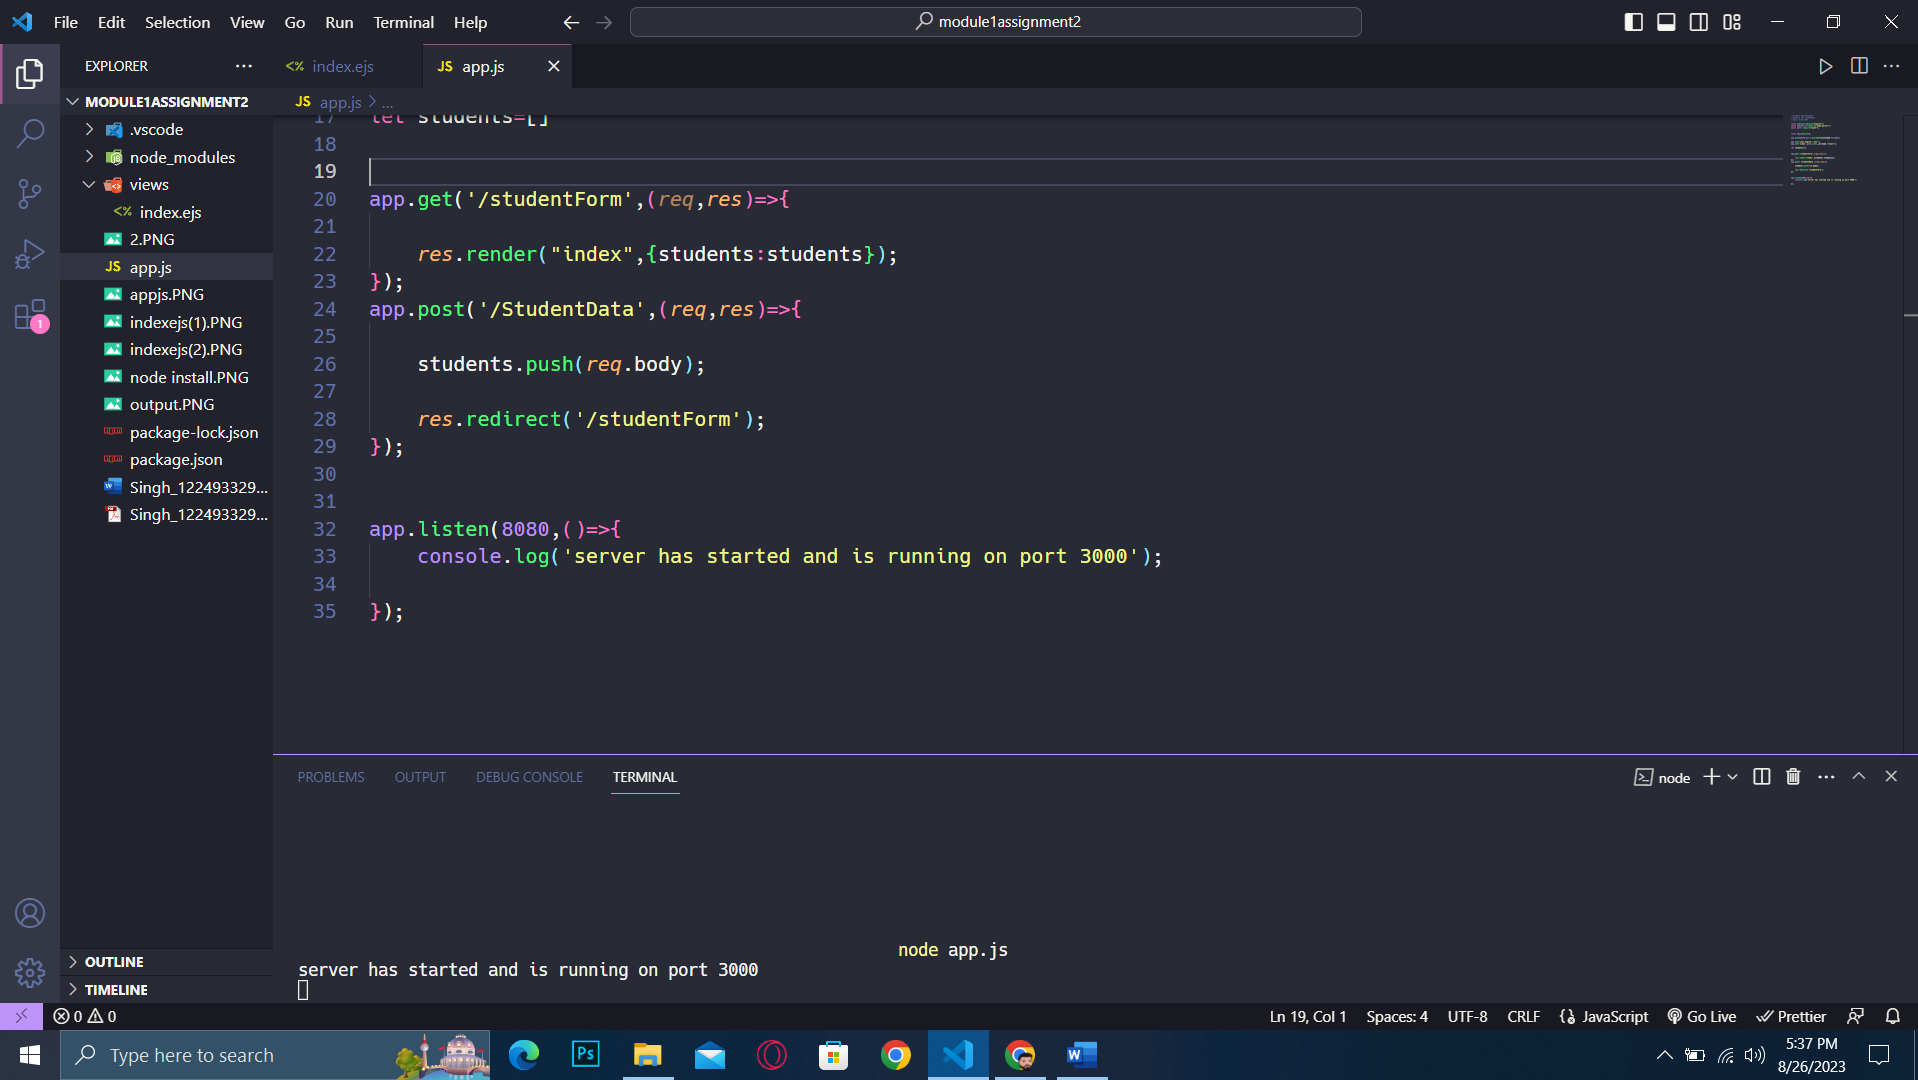 File Edit Selection View Go Run Terminal Help
module1assignment2
EXPLORER
index.ejs
JS app.js
MODULE1ASSIGNMENT2
JS app.js > ...
.vscode
node_modules
views
<%> index.ejs
2.PNG
JS app.js
appjs.PNG
indexejs(1).PNG
indexejs(2).PNG
node install.PNG
output.PNG
package-lock.json
package.json
Singh_122493329...
Singh_122493329...
1
OUTLINE
TIMELINE
17 let students=[]
18
19
20 app.get('/studentForm',(req,res)=>{
21
22 res.render("index",{students:students});
23 });
24 app.post('/StudentData',(req,res)=>{
25
26 students.push(req.body);
27
28 res.redirect('/studentForm');
29 });
30
31
32 app.listen(8080,()=>{
33 console.log('server has started and is running on port 3000');
34
35 });
PROBLEMS OUTPUT DEBUG CONSOLE TERMINAL
node
node app.js
server has started and is running on port 3000
0 0
Ln 19, Col 1 Spaces: 4 UTF-8 CRLF JavaScript Go Live Prettier
Type here to search
Ps
W
5:37 PM
8/26/2023